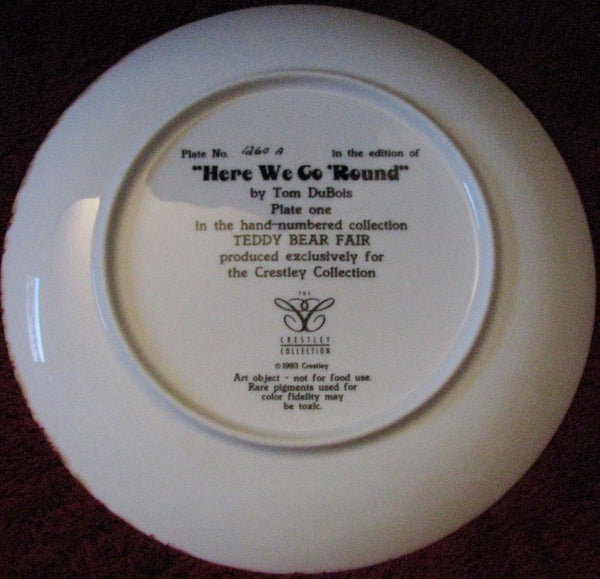 Plate No. 1260 A in the edition of
"Here We Go 'Round"
by Tom DuBois
Plate one
in the hand-numbered collection
TEDDY BEAR FAIR
produced exclusively for
the Crestley Collection
THE
CRESTLEY
COLLECTION
©1993 Crestley
Art object - not for food use.
Rare pigments used for
color fidelity may
be toxic.